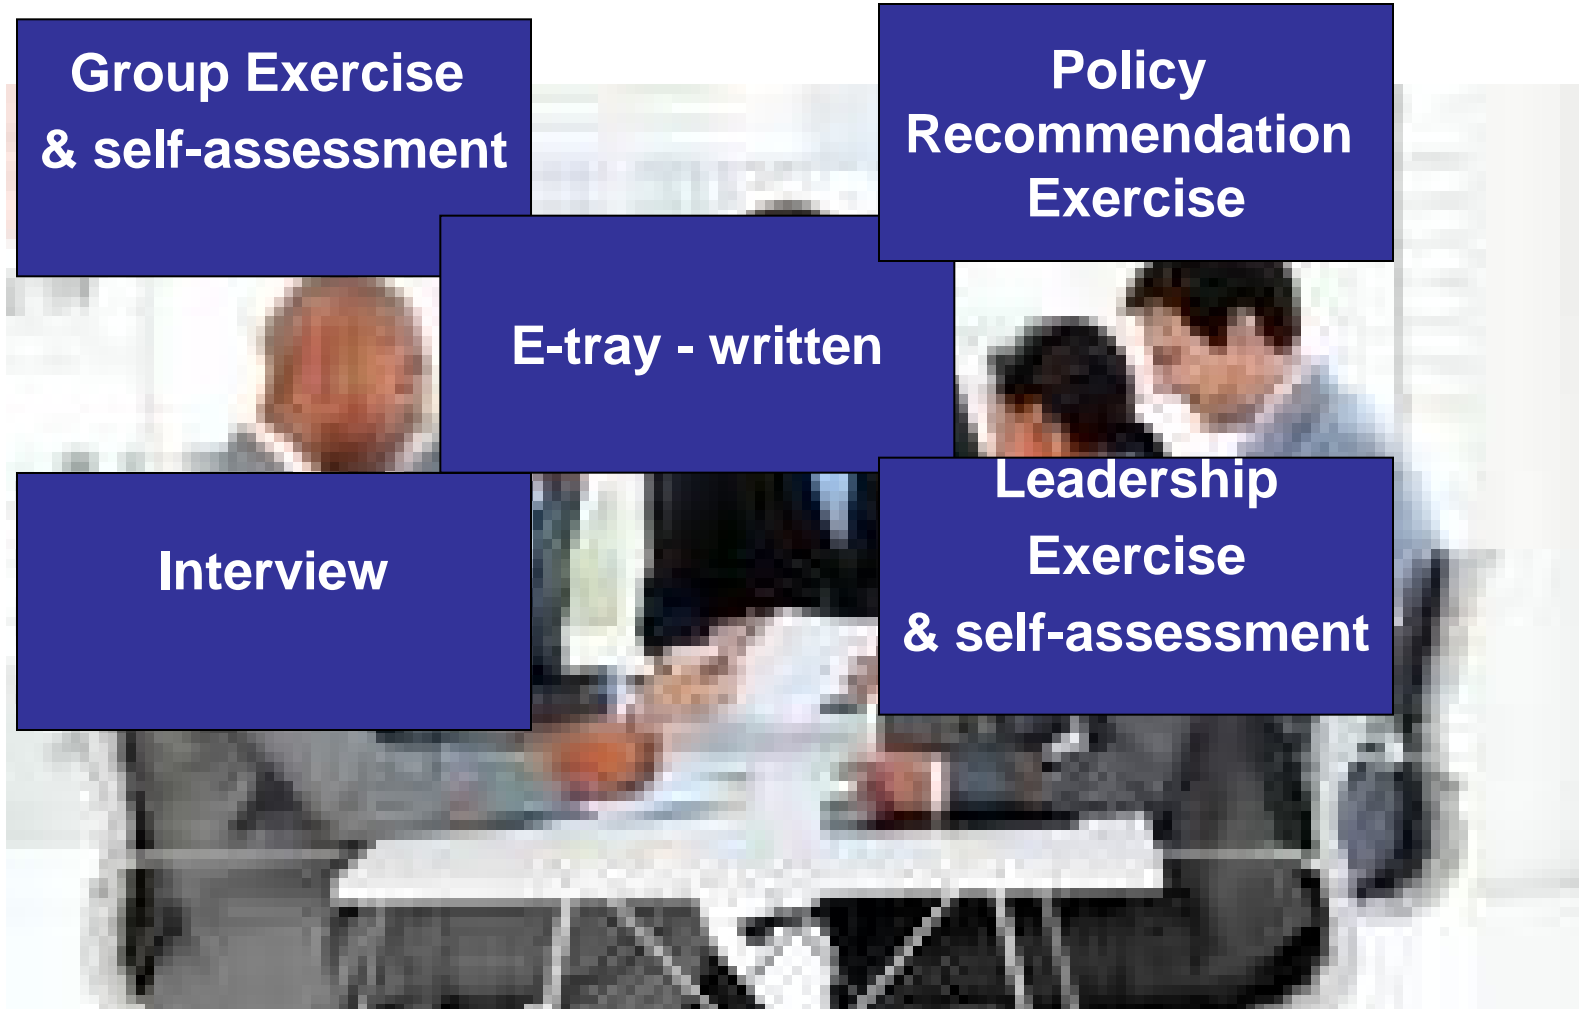 Group Exercise
& self-assessment
Policy
Recommendation
Exercise
E-tray - written
Interview
Leadership
Exercise
& self-assessment